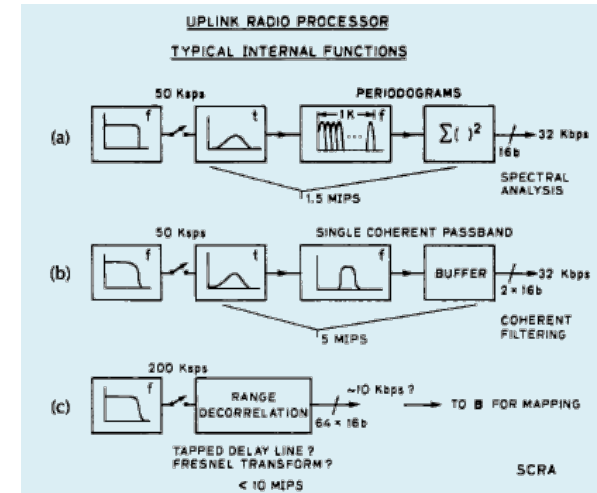 UPLINK RADIO PROCESSOR
TYPICAL INTERNAL FUNCTIONS
50 Ksps
PERIODOGRAMS
(a)
f
t
1K
f
Σ( )²
32 Kbps
16b
SPECTRAL
ANALYSIS
1.5 MIPS
50 Ksps
SINGLE COHERENT PASSBAND
(b)
f
t
f
BUFFER
32 Kbps
2 × 16b
COHERENT
FILTERING
5 MIPS
200 Ksps
(c)
f
RANGE
DECORRELATION
~10 Kbps ?
64 × 16b
TO B FOR MAPPING
TAPPED DELAY LINE ?
FRESNEL TRANSFORM ?
< 10 MIPS
SCRA